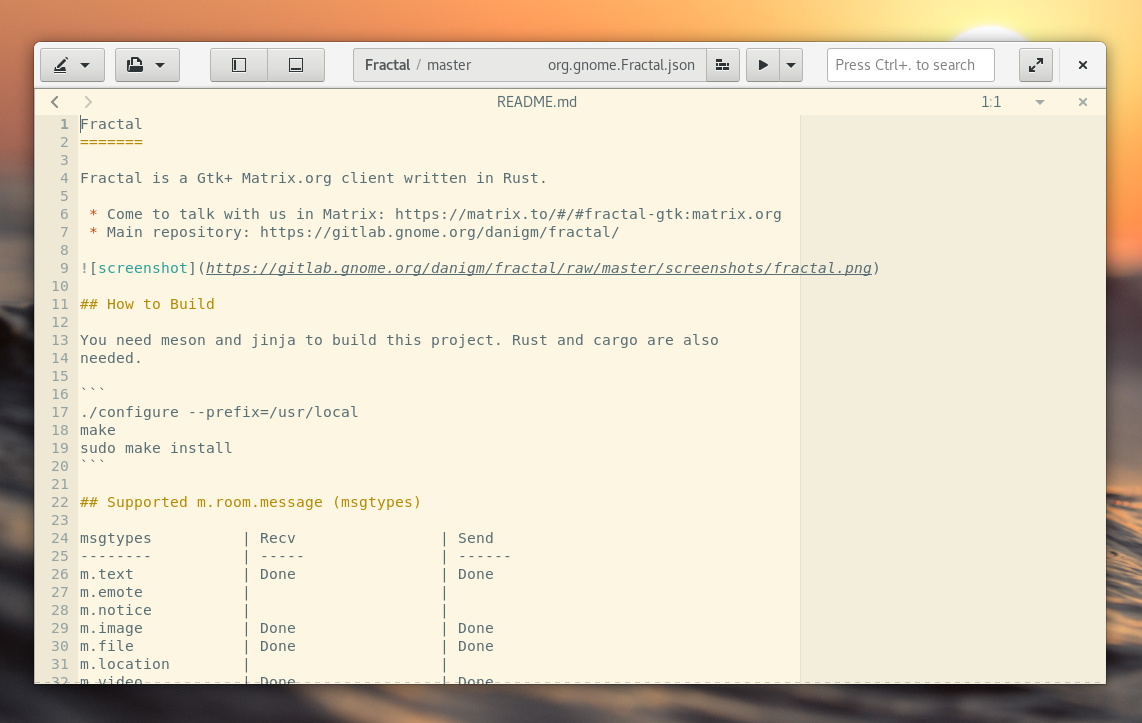 Fractal / master org.gnome.Fractal.json Press Ctrl+. to search
README.md 1:1
1 Fractal
2 =======
3
4 Fractal is a Gtk+ Matrix.org client written in Rust.
5
6  * Come to talk with us in Matrix: https://matrix.to/#/#fractal-gtk:matrix.org
7  * Main repository: https://gitlab.gnome.org/danigm/fractal/
8
9 ![screenshot](https://gitlab.gnome.org/danigm/fractal/raw/master/screenshots/fractal.png)
10
11 ## How to Build
12
13 You need meson and jinja to build this project. Rust and cargo are also
14 needed.
15
16 ```
17 ./configure --prefix=/usr/local
18 make
19 sudo make install
20 ```
21
22 ## Supported m.room.message (msgtypes)
23
24 msgtypes          | Recv                | Send
25 --------          | -----               | ------
26 m.text            | Done                | Done
27 m.emote           |                     |
28 m.notice          |                     |
29 m.image           | Done                | Done
30 m.file            | Done                | Done
31 m.location        |                     |
32 m.video           | Done                | Done